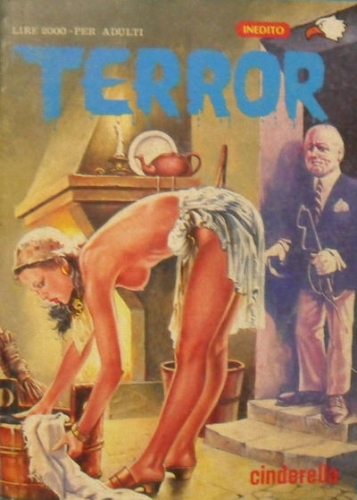 LIRE 2000 - PER ADULTI
INEDITO
TERROR
cinderella